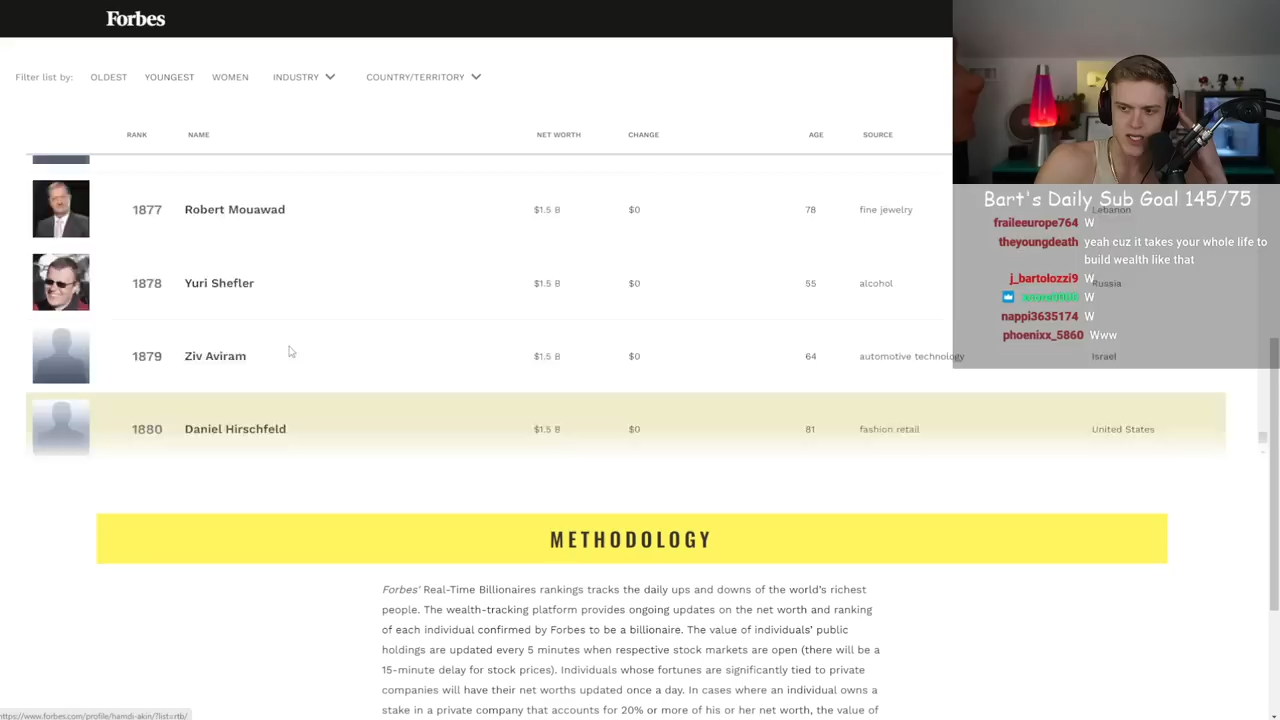 Forbes
Filter list by: OLDEST YOUNGEST WOMEN INDUSTRY COUNTRY/TERRITORY
RANK NAME NET WORTH CHANGE AGE SOURCE
1877 Robert Mouawad $1.5 B $0 78 fine jewelry Lebanon
1878 Yuri Shefler $1.5 B $0 55 alcohol Russia
1879 Ziv Aviram $1.5 B $0 64 automotive technology Israel
1880 Daniel Hirschfeld $1.5 B $0 81 fashion retail United States
Bart's Daily Sub Goal 145/75
fraileeurope764 W
theyoungdeath yeah cuz it takes your whole life to
build wealth like that
j_bartolozzi9 W
W
nappi3635174 W
phoenixx_5860 Www
METHODOLOGY
Forbes' Real-Time Billionaires rankings tracks the daily ups and downs of the world's richest
people. The wealth-tracking platform provides ongoing updates on the net worth and ranking
of each individual confirmed by Forbes to be a billionaire. The value of individuals' public
holdings are updated every 5 minutes when respective stock markets are open (there will be a
15-minute delay for stock prices). Individuals whose fortunes are significantly tied to private
companies will have their net worths updated once a day. In cases where an individual owns a
stake in a private company that accounts for 20% or more of his or her net worth, the value of
https://www.forbes.com/profile/hamdi-akin/?list=rtb/